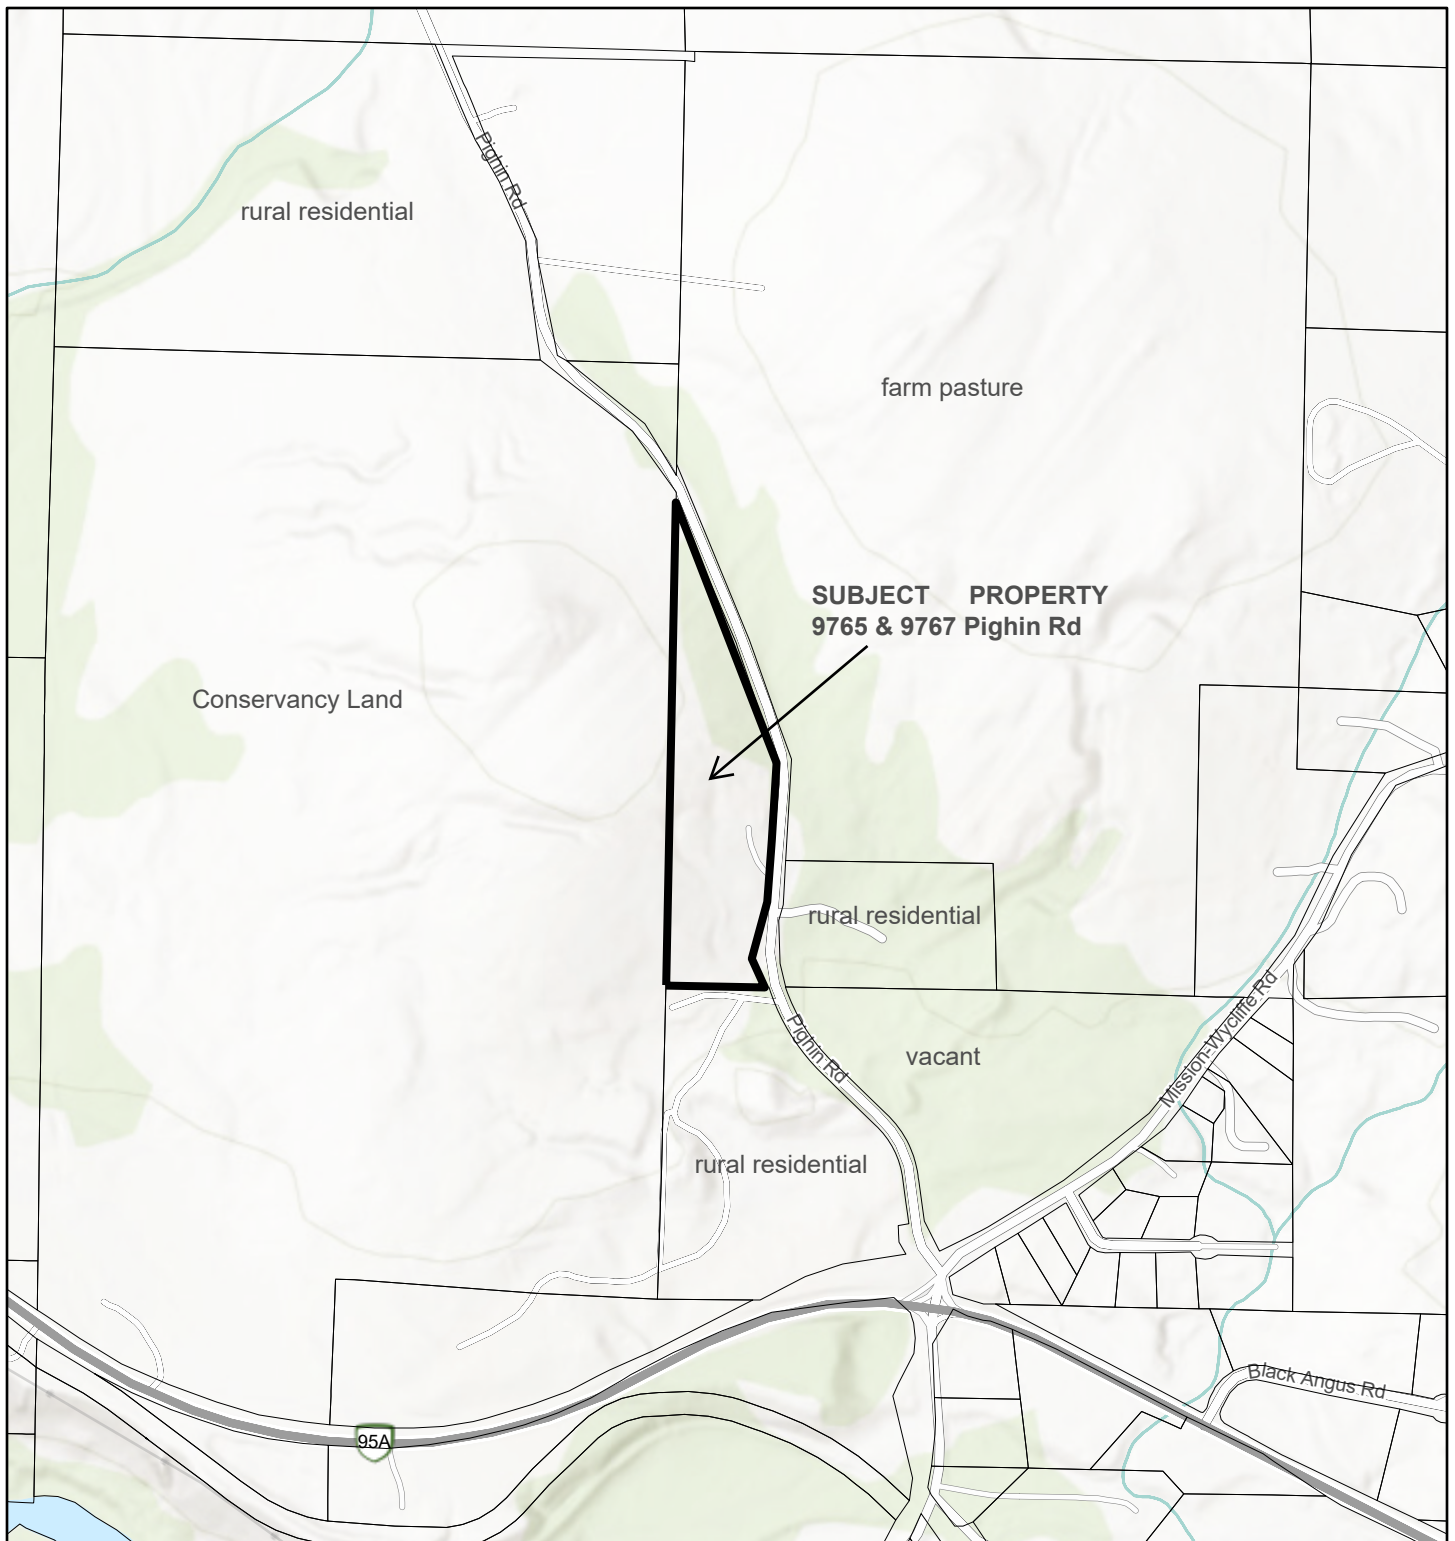 Pighin Rd
rural residential
farm pasture
SUBJECT PROPERTY
9765 & 9767 Pighin Rd
Conservancy Land
rural residential
Mission-Wycliffe Rd
Pighin Rd
vacant
rural residential
Black Angus Rd
95A